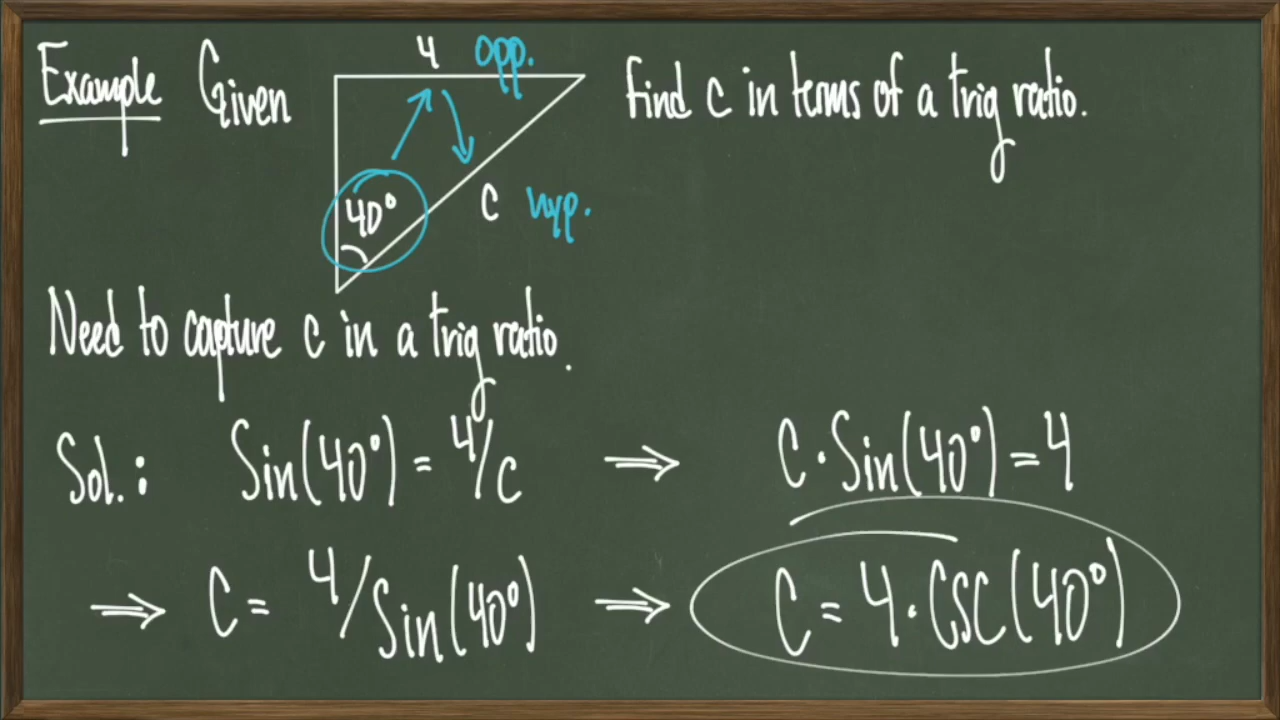 Example Given
4 opp.
40°
c hyp.
Find c in terms of a trig ratio.
Need to capture c in a trig ratio.
Sol.: Sin(40°) = 4/c ⇒ C·Sin(40°) = 4
⇒ C = 4/Sin(40°) ⇒ C = 4·CSC(40°)